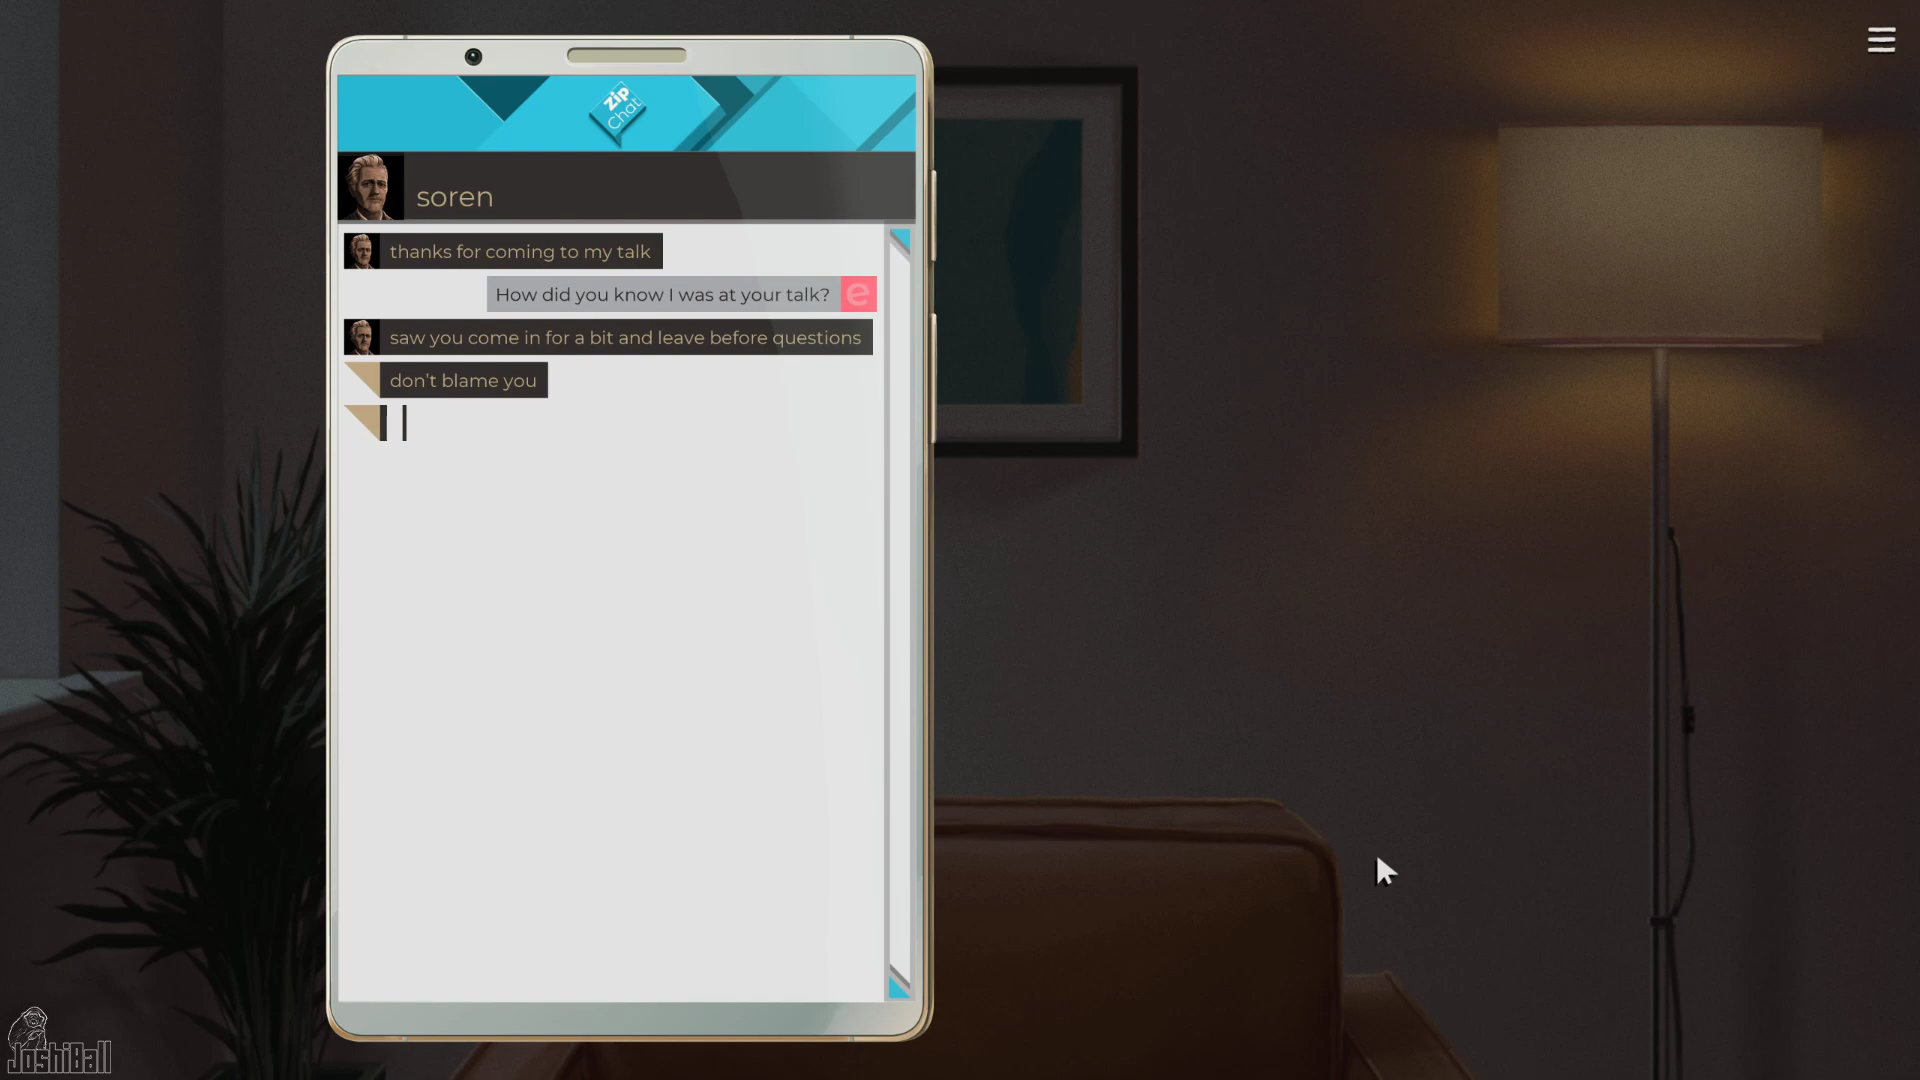 zip
Chat
soren
thanks for coming to my talk
How did you know I was at your talk?
e
saw you come in for a bit and leave before questions
don't blame you
JoshiBall